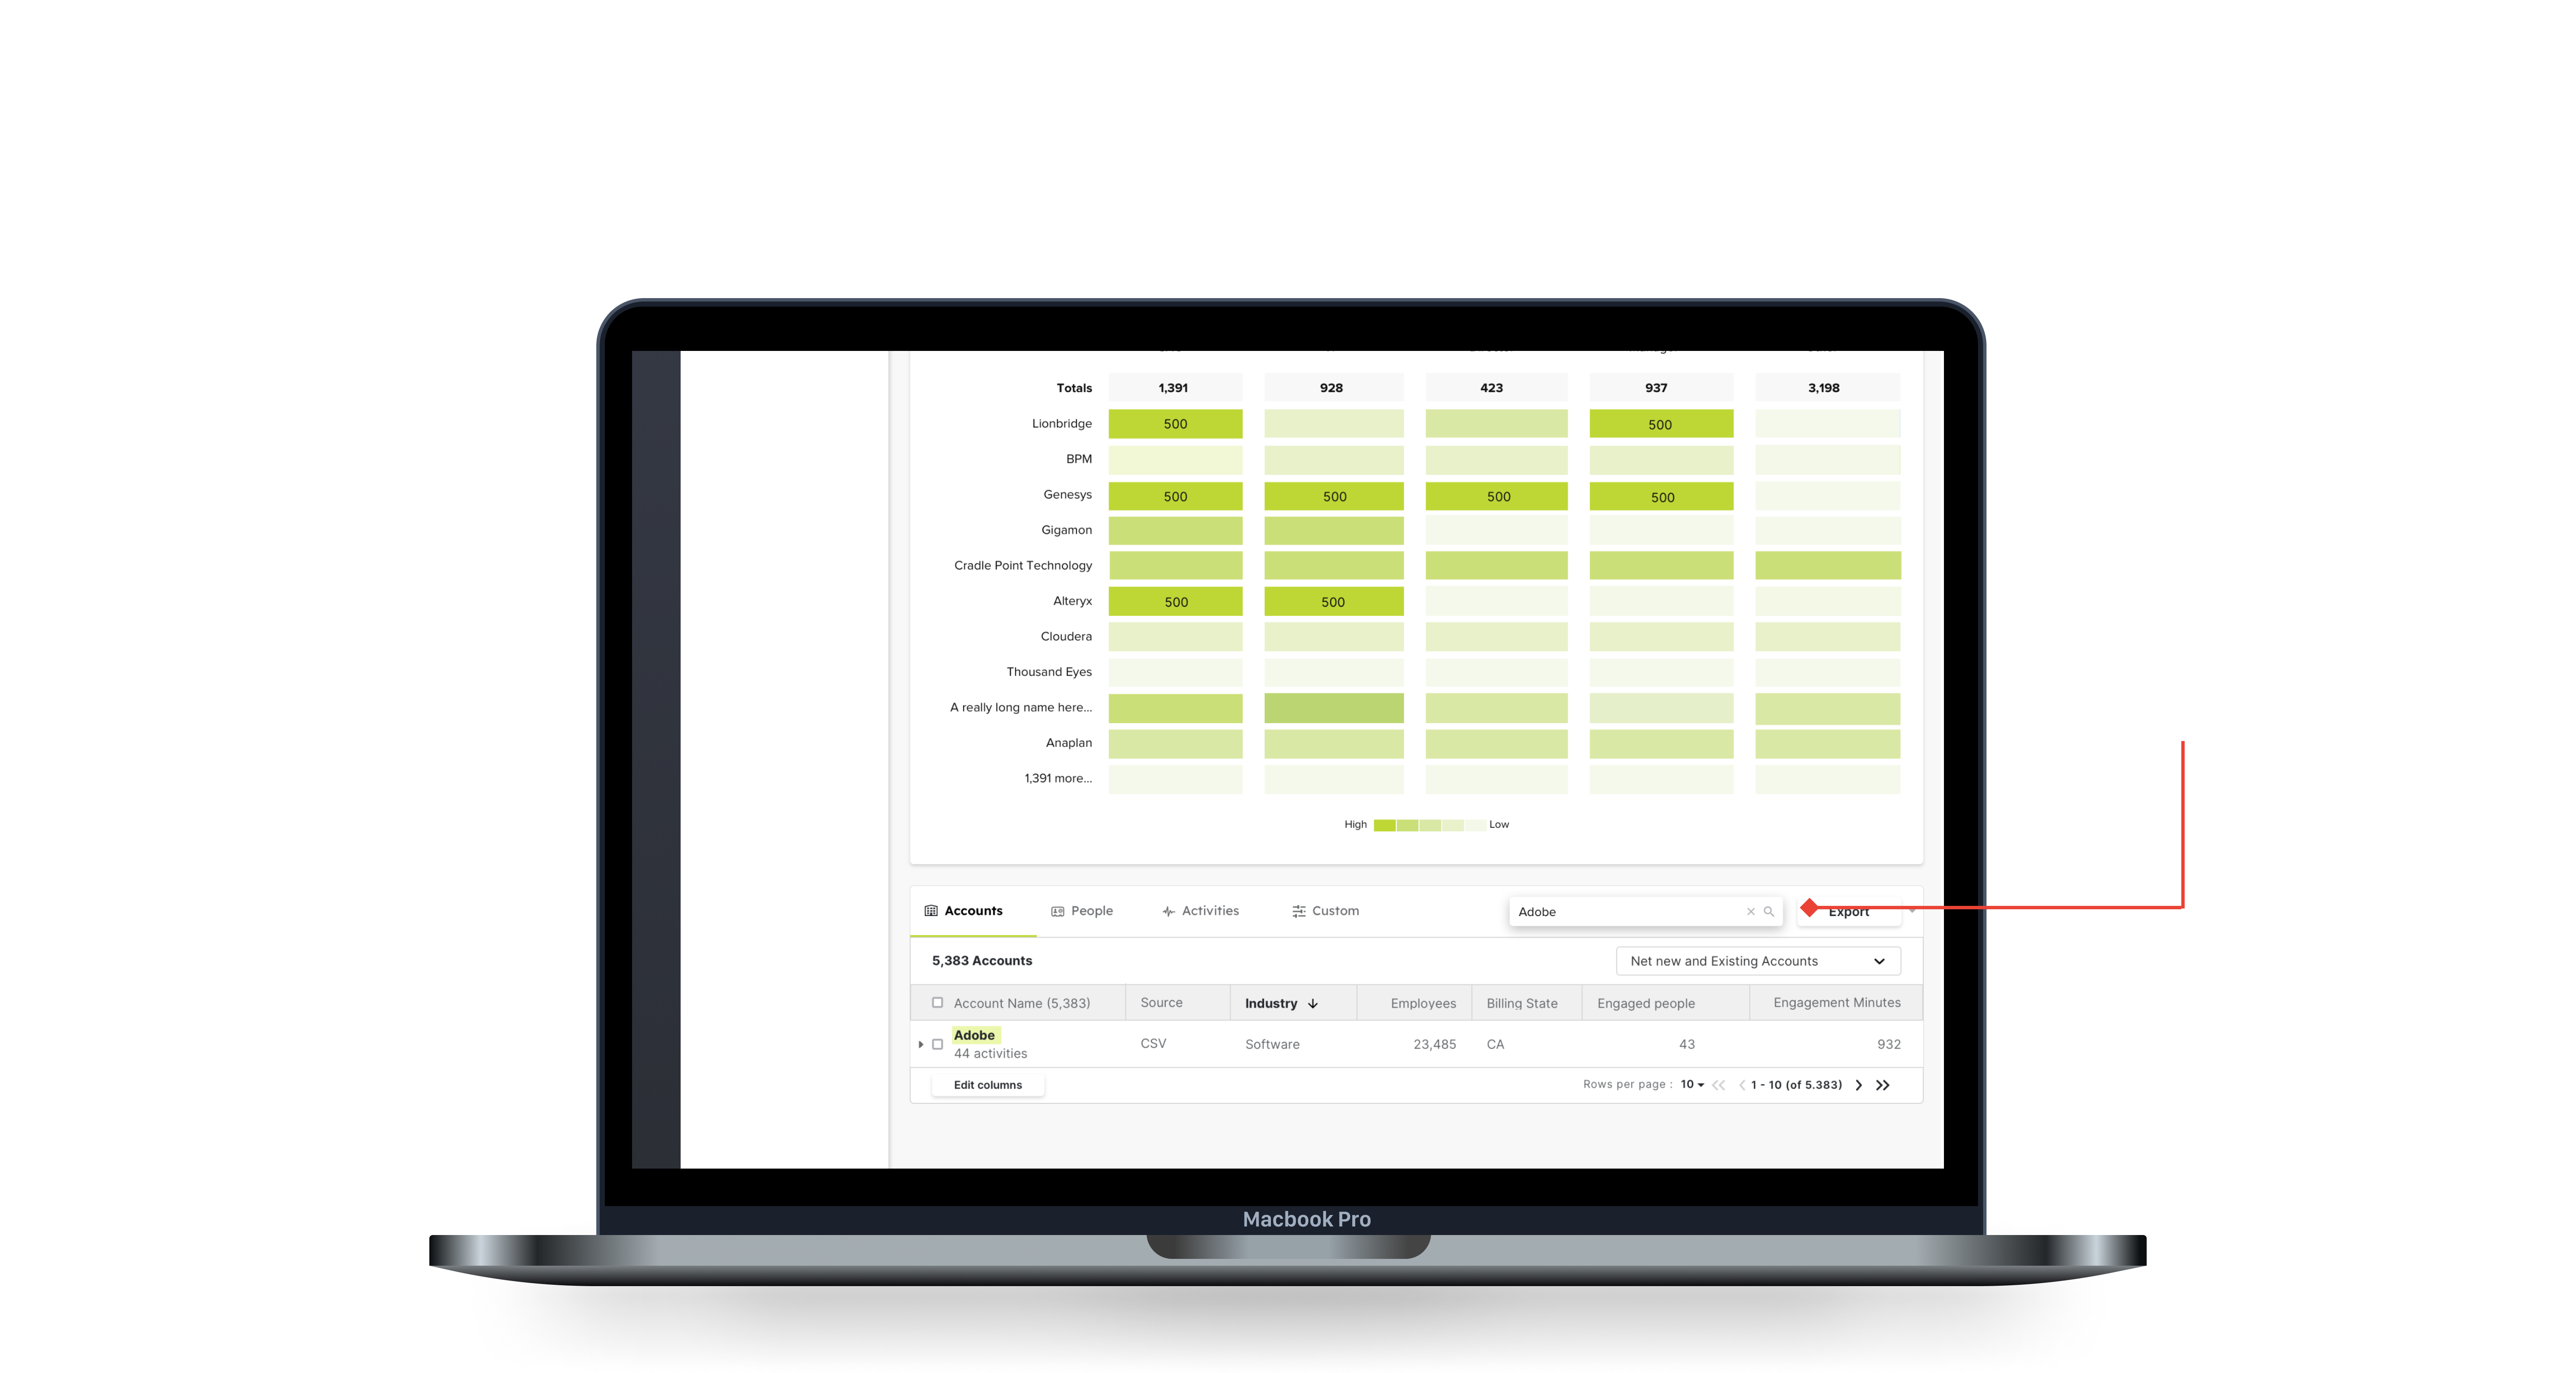 Totals 1,391 928 423 937 3,198
Lionbridge 500 500
BPM
Genesys 500 500 500 500
Gigamon
Cradle Point Technology
Alteryx 500 500
Cloudera
Thousand Eyes
A really long name here...
Anaplan
1,391 more...
High Low
Accounts People Activities Custom Adobe Export
5,383 Accounts Net new and Existing Accounts
Account Name (5,383) Source Industry Employees Billing State Engaged people Engagement Minutes
Adobe
44 activities CSV Software 23,485 CA 43 932
Edit columns Rows per page : 10 1 - 10 (of 5.383)
Macbook Pro